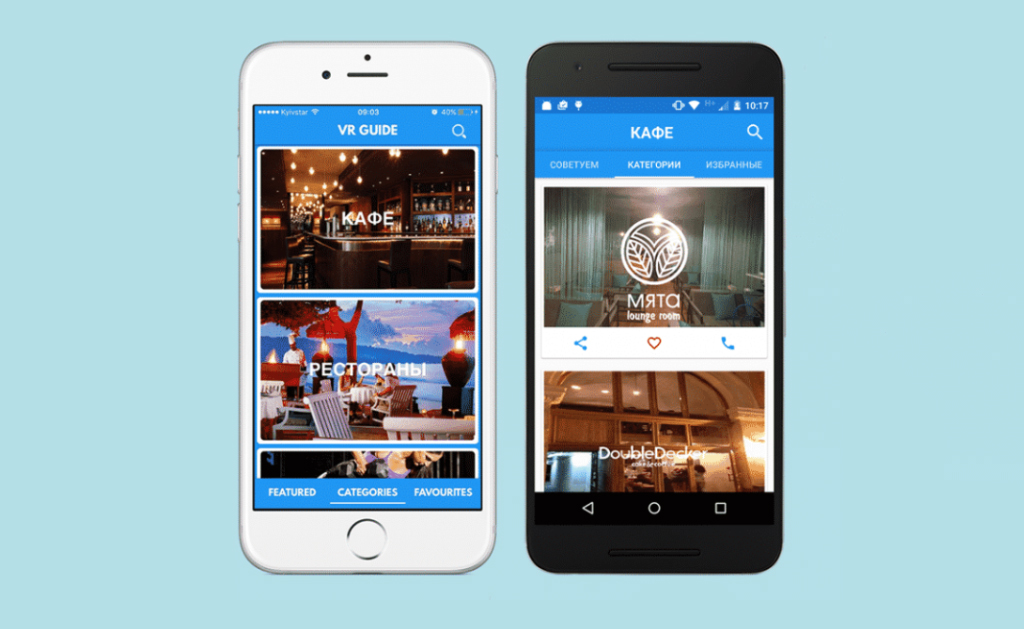 Kyivstar
09:03
40%
VR GUIDE
КАФЕ
РЕСТОРАНЫ
FEATURED
CATEGORIES
FAVOURITES
H+
10:17
КАФЕ
СОВЕТУЕМ
КАТЕГОРИИ
ИЗБРАННЫЕ
мята
lounge room
DoubleDecker